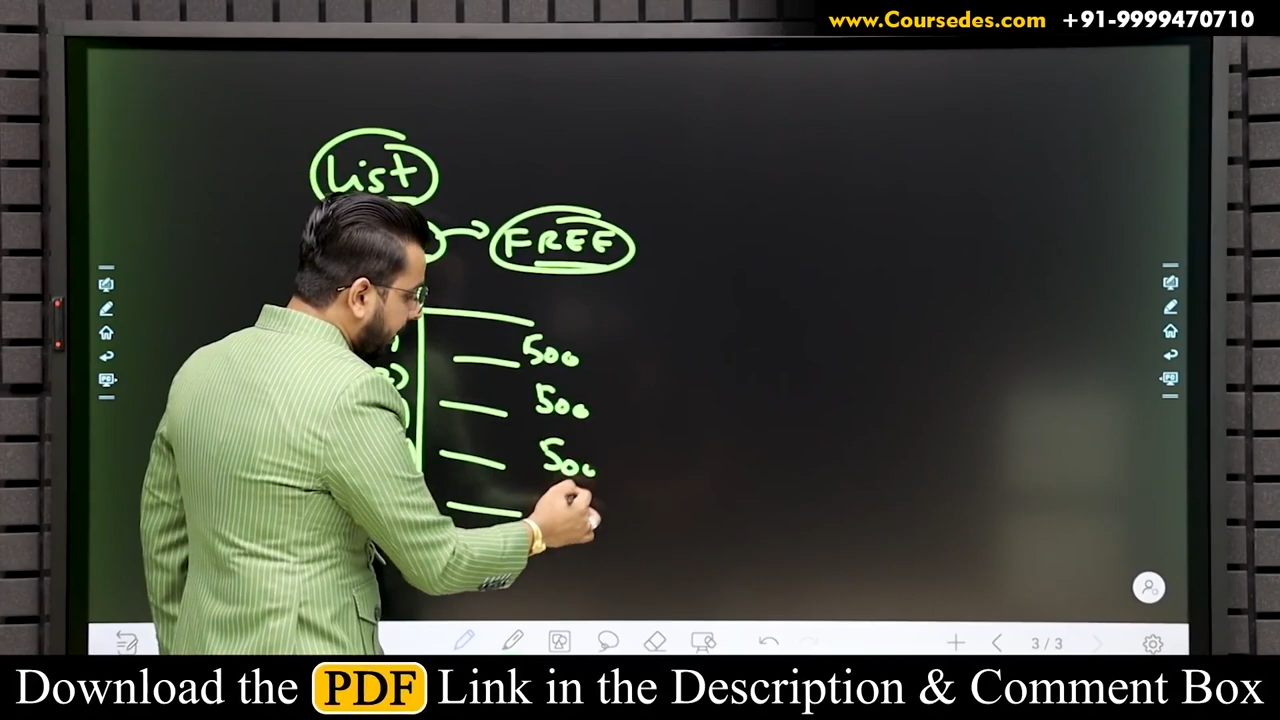 www.Coursedes.com +91-9999470710
List
FREE
500
500
500
3/3
Download the PDF Link in the Description & Comment Box